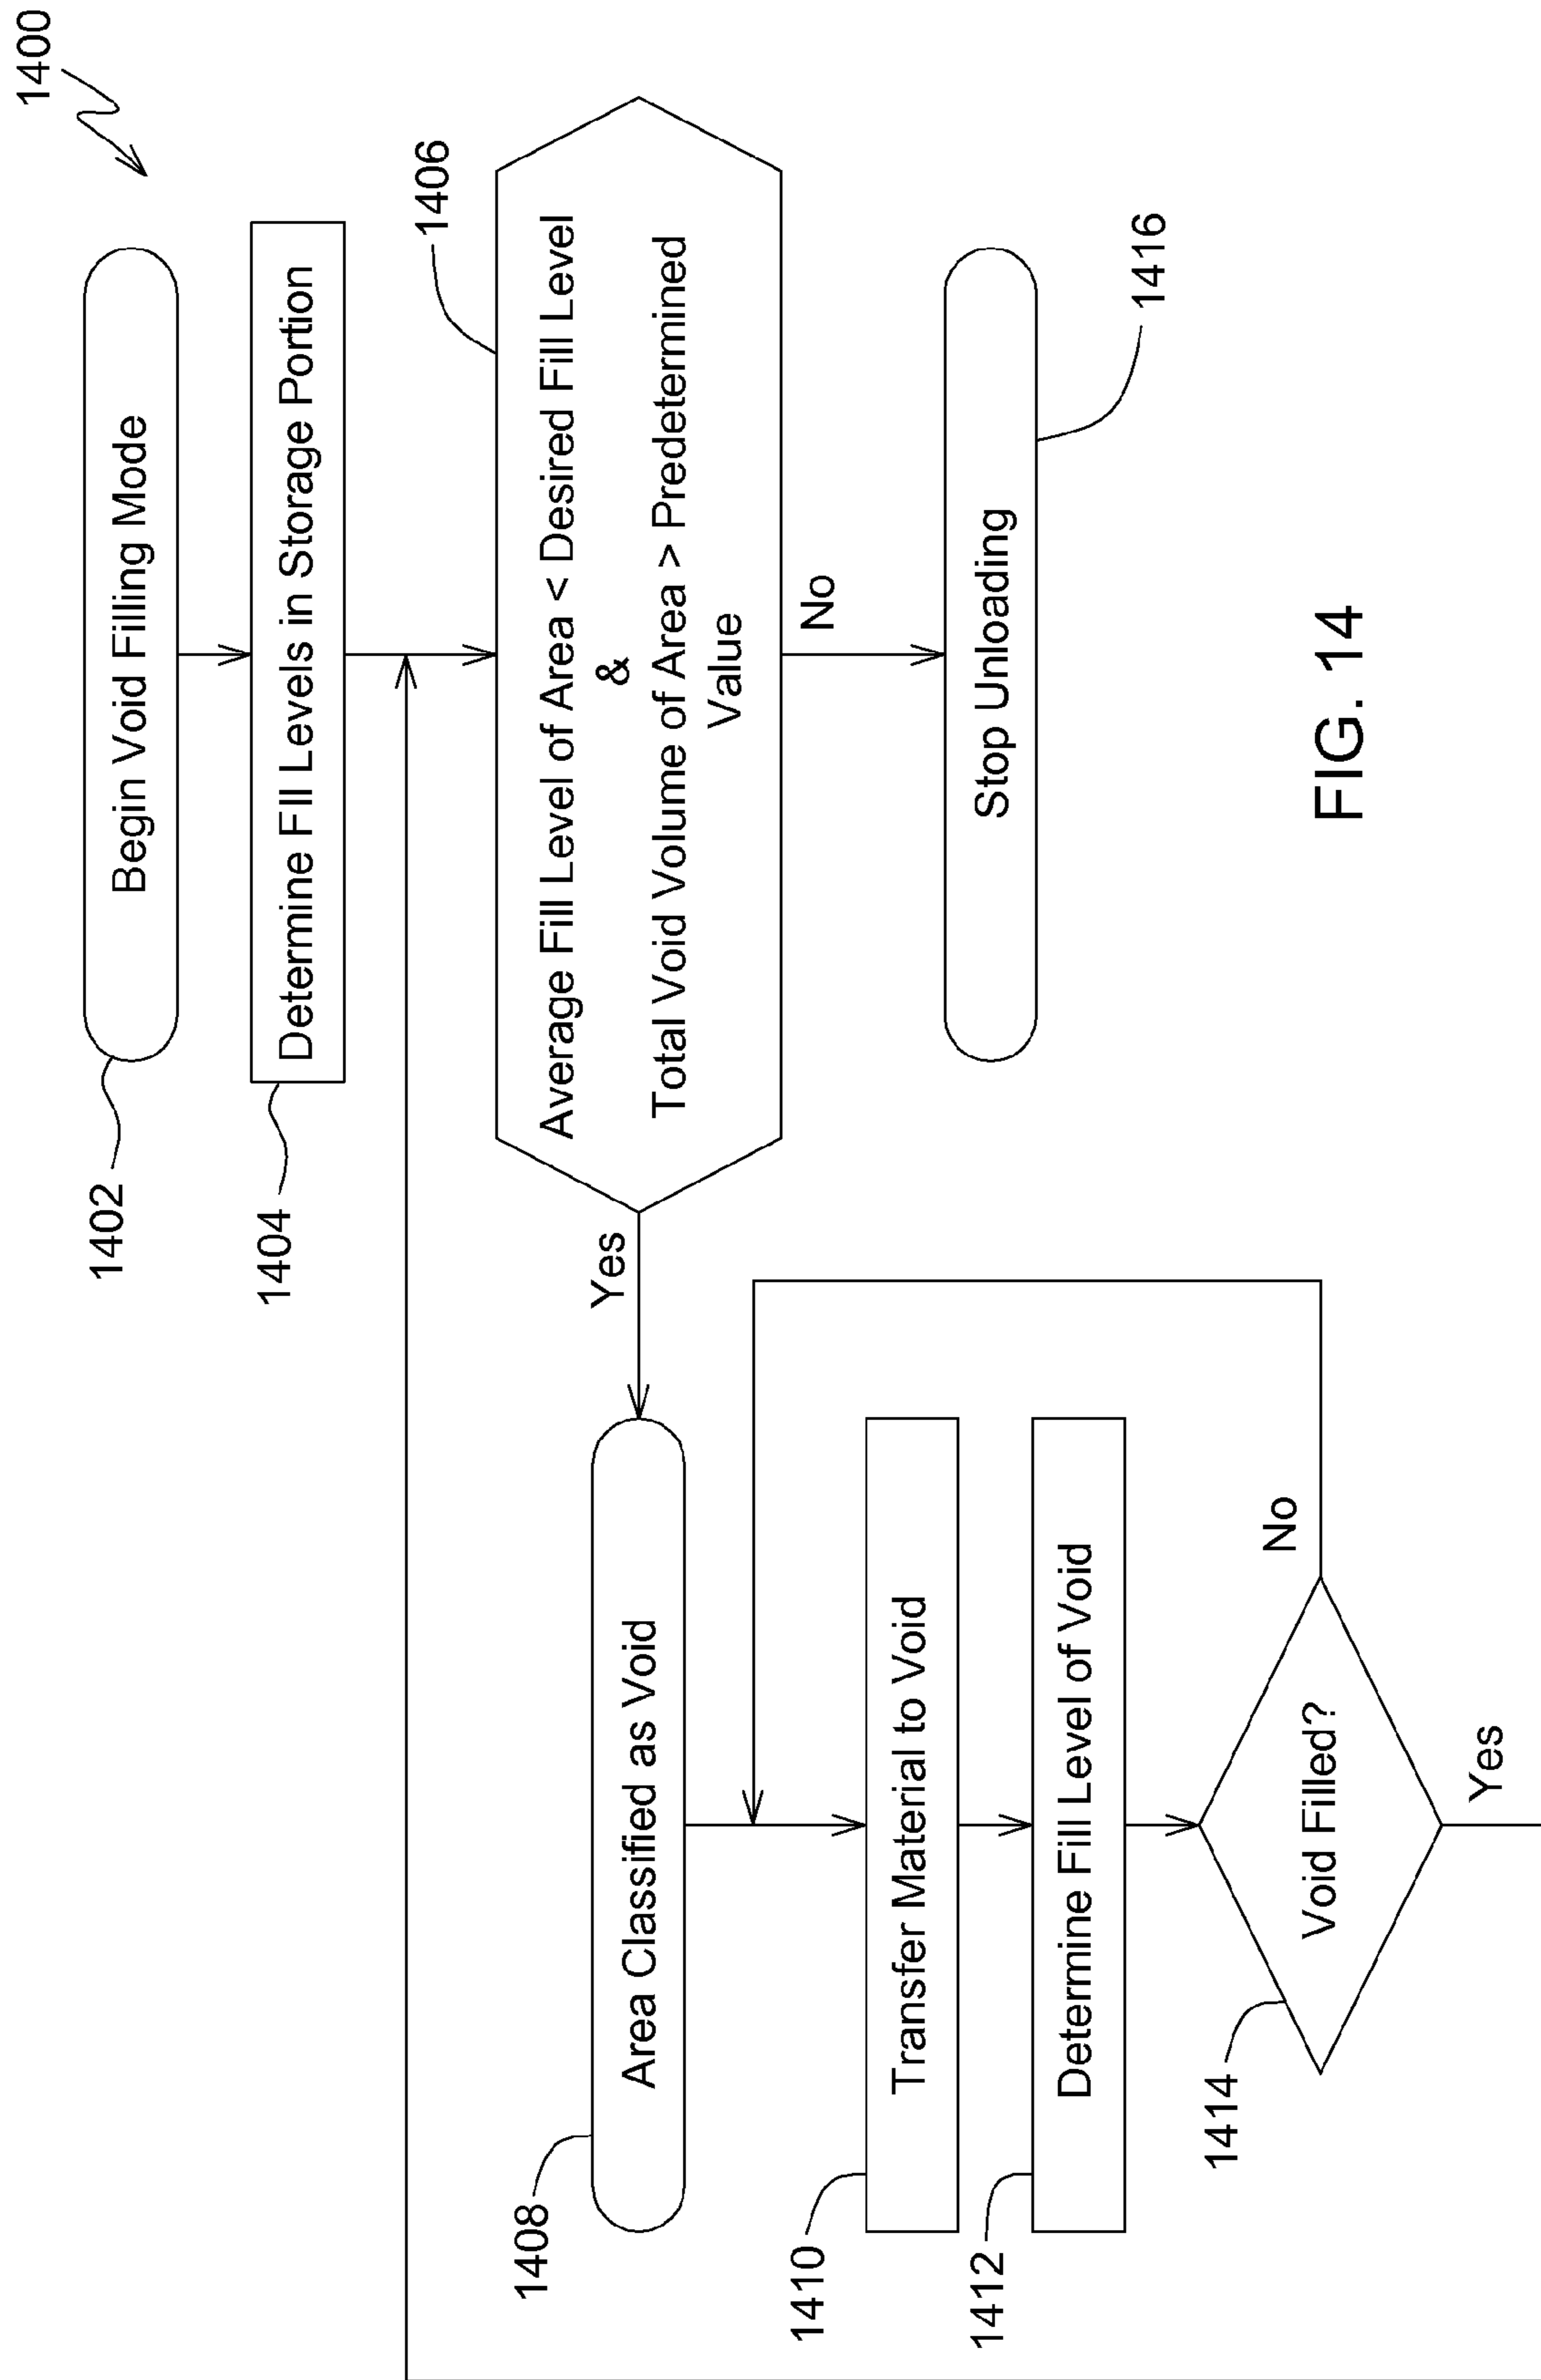 1400
1402
Begin Void Filling Mode
1404
Determine Fill Levels in Storage Portion
1406
Average Fill Level of Area < Desired Fill Level
&
Total Void Volume of Area > Predetermined
Value
Yes
No
1408
Area Classified as Void
Stop Unloading
1416
1410
Transfer Material to Void
1412
Determine Fill Level of Void
1414
Void Filled?
No
Yes
FIG. 14